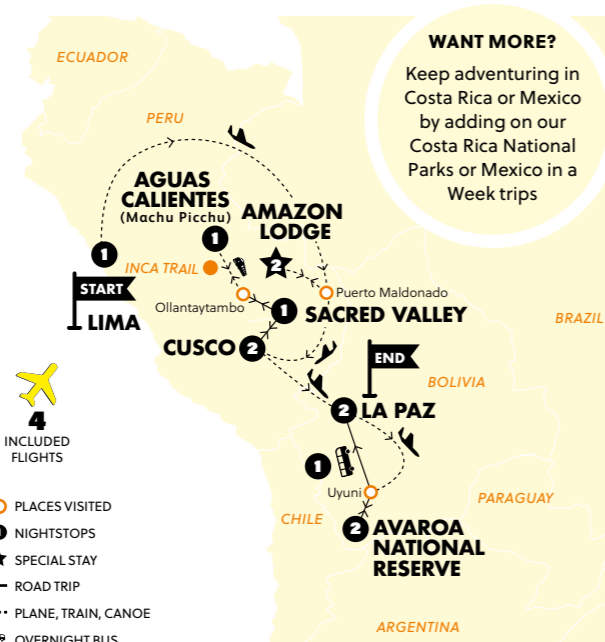 WANT MORE?
Keep adventuring in
Costa Rica or Mexico
by adding on our
Costa Rica National
Parks or Mexico in a
Week trips
ECUADOR
PERU
AGUAS
CALIENTES
(Machu Picchu)
1
AMAZON
LODGE
2
1
INCA TRAIL
START
LIMA
Ollantaytambo
Puerto Maldonado
1
SACRED VALLEY
BRAZIL
CUSCO
2
END
BOLIVIA
2
LA PAZ
4
INCLUDED
FLIGHTS
1
Uyuni
PARAGUAY
CHILE
2
AVAROA
NATIONAL
RESERVE
ARGENTINA
PLACES VISITED
NIGHTSTOPS
SPECIAL STAY
ROAD TRIP
PLANE, TRAIN, CANOE
OVERNIGHT BUS